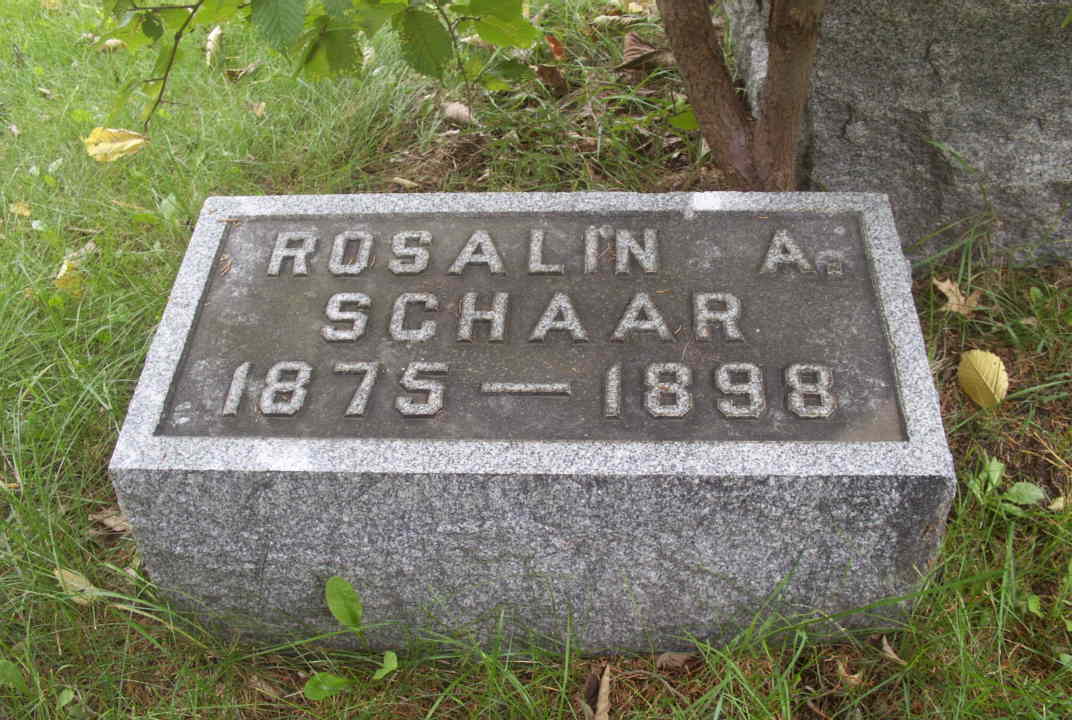 ROSALIN A.
SCHAAR
1875 — 1898